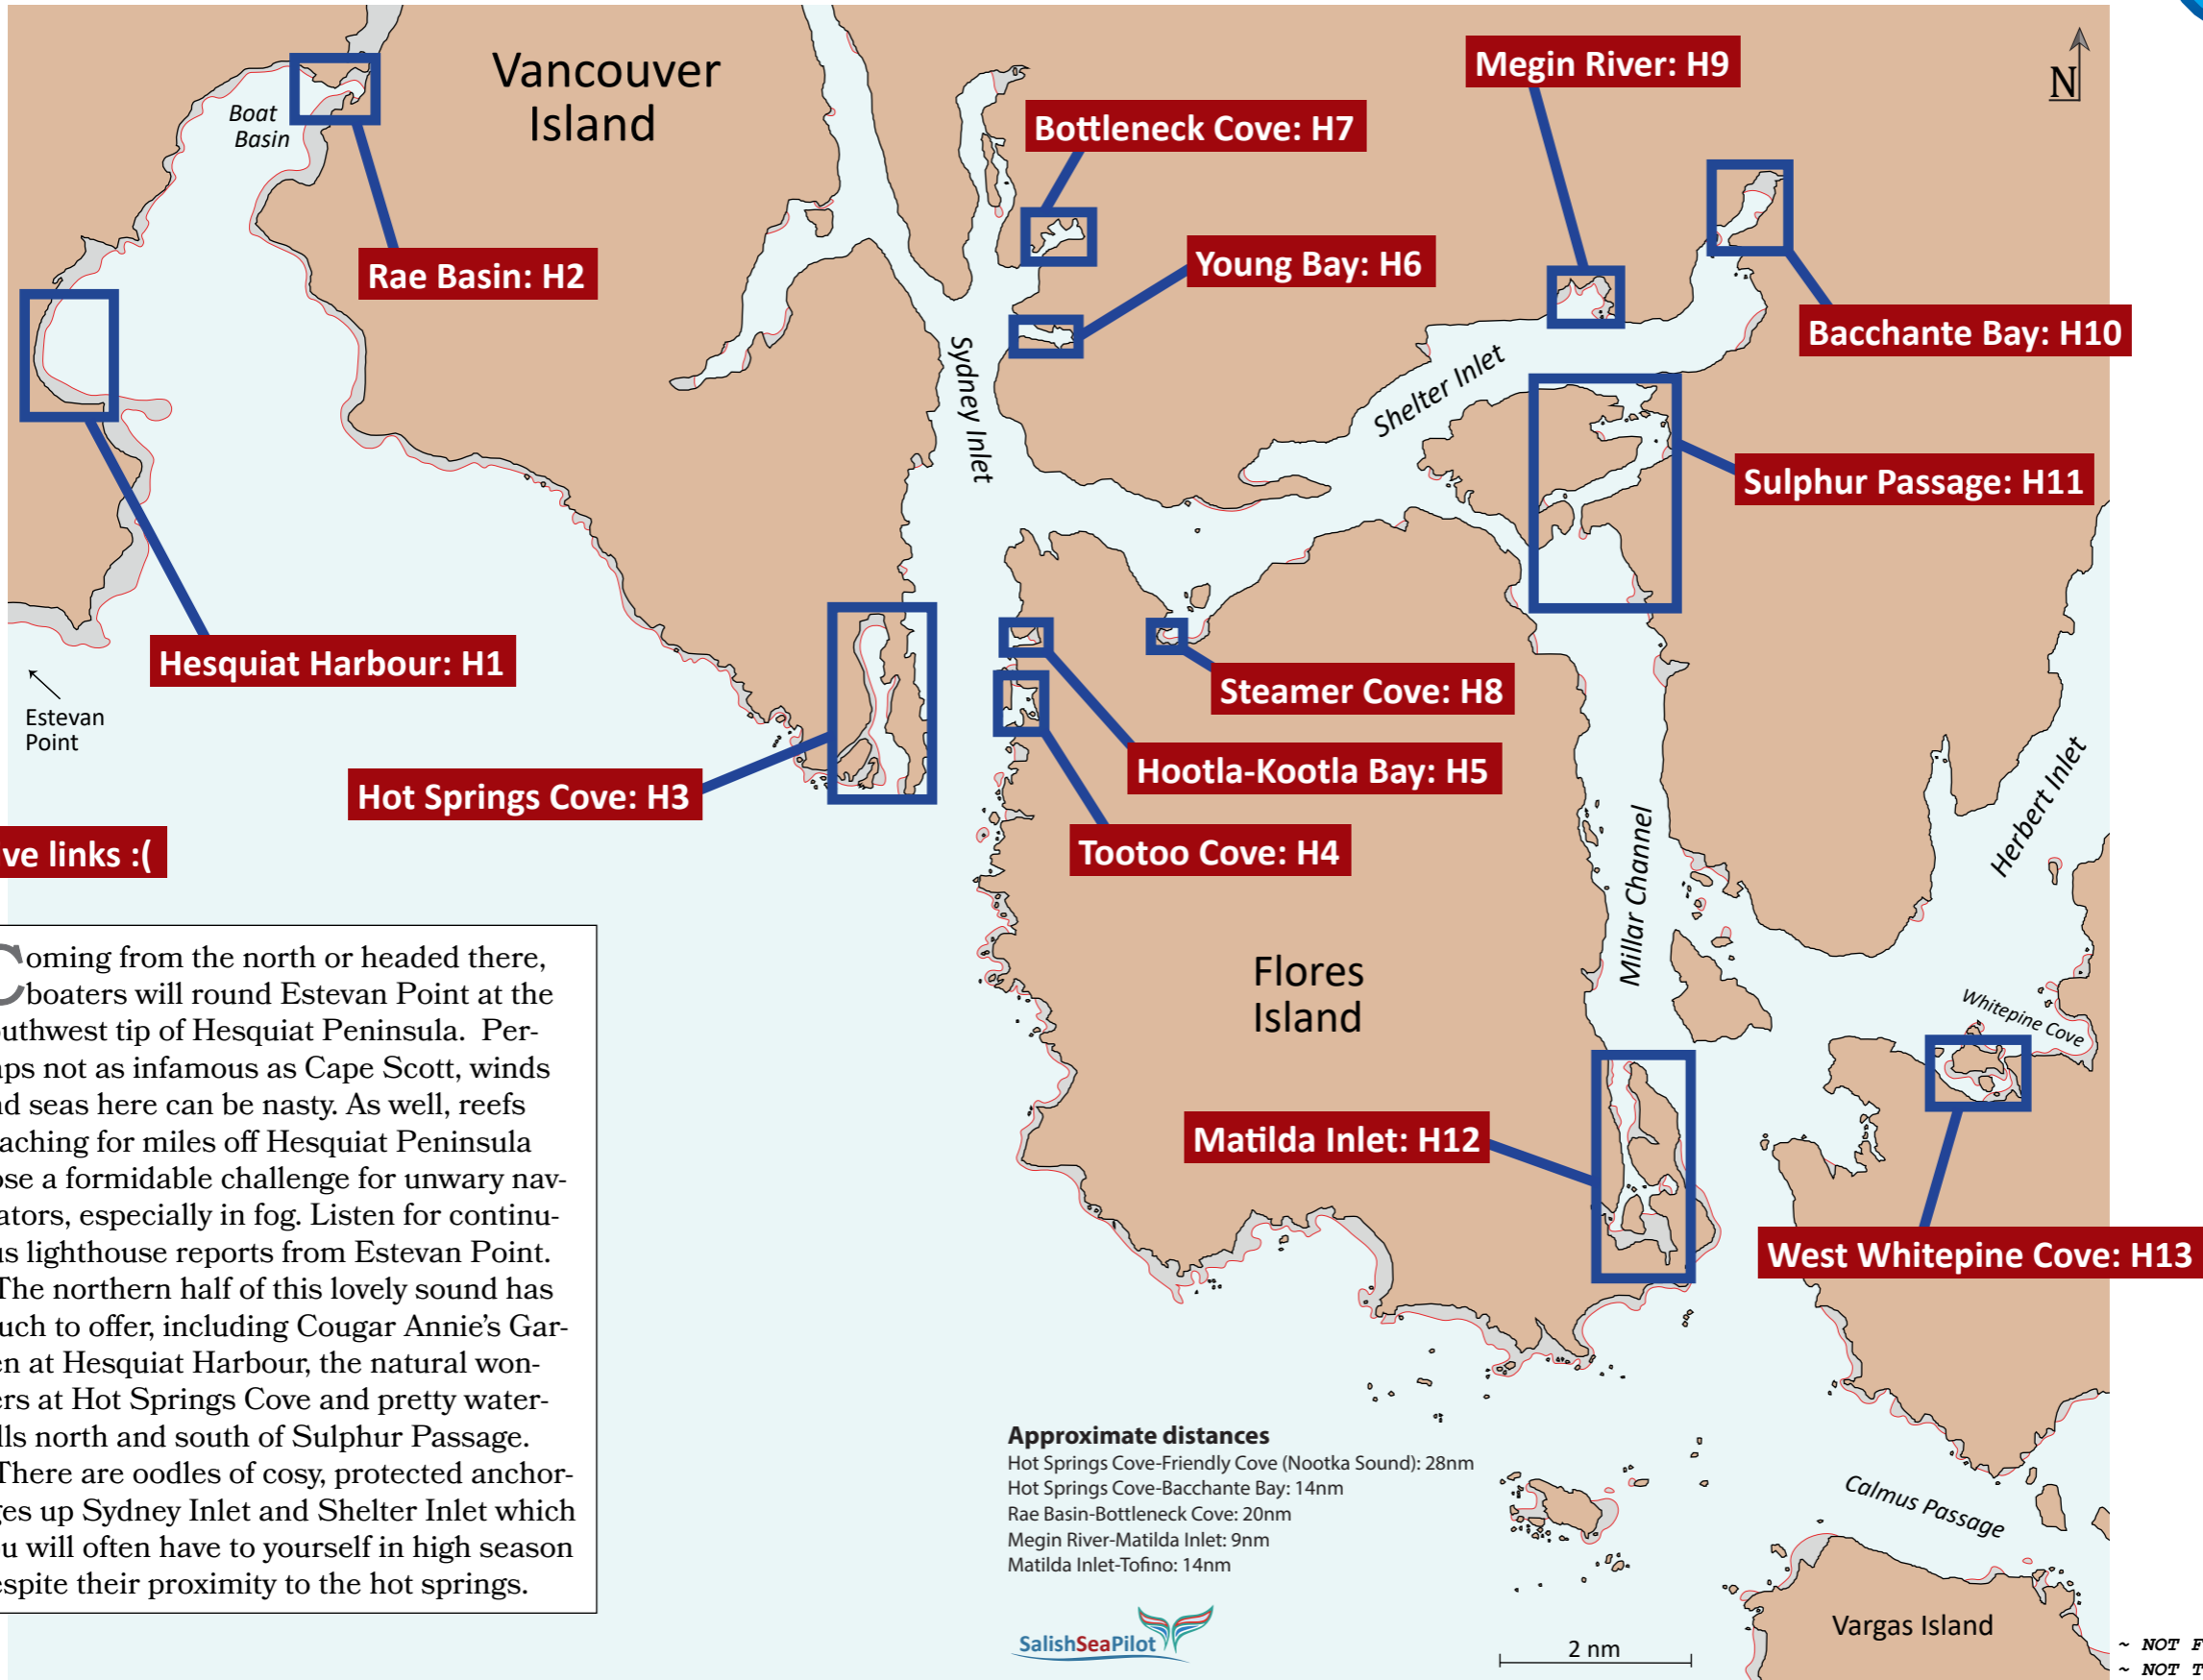 Vancouver
Island
Boat
Basin
Rae Basin: H2
Bottleneck Cove: H7
Megin River: H9
N
Young Bay: H6
Bacchante Bay: H10
Sydney Inlet
Shelter Inlet
Sulphur Passage: H11
Hesquiat Harbour: H1
Estevan
Point
Hot Springs Cove: H3
Steamer Cove: H8
Hootla-Kootla Bay: H5
Tootoo Cove: H4
Millar Channel
Herbert Inlet
ve links :(
Flores
Island
Whitepine Cove
Matilda Inlet: H12
West Whitepine Cove: H13
Coming from the north or headed there,
boaters will round Estevan Point at the
uthwest tip of Hesquiat Peninsula. Per-
aps not as infamous as Cape Scott, winds
nd seas here can be nasty. As well, reefs
aching for miles off Hesquiat Peninsula
ose a formidable challenge for unwary nav-
ators, especially in fog. Listen for continu-
us lighthouse reports from Estevan Point.
The northern half of this lovely sound has
uch to offer, including Cougar Annie's Gar-
en at Hesquiat Harbour, the natural won-
ers at Hot Springs Cove and pretty water-
lls north and south of Sulphur Passage.
There are oodles of cosy, protected anchor-
ges up Sydney Inlet and Shelter Inlet which
ou will often have to yourself in high season
espite their proximity to the hot springs.
Approximate distances
Hot Springs Cove-Friendly Cove (Nootka Sound): 28nm
Hot Springs Cove-Bacchante Bay: 14nm
Rae Basin-Bottleneck Cove: 20nm
Megin River-Matilda Inlet: 9nm
Matilda Inlet-Tofino: 14nm
SalishSeaPilot
2 nm
Calmus Passage
Vargas Island
~ NOT F
~ NOT T